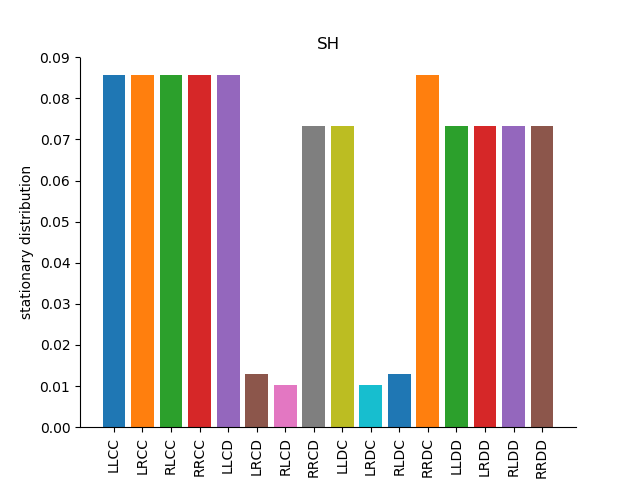 SH
stationary distribution
0.09
0.08
0.07
0.06
0.05
0.04
0.03
0.02
0.01
0.00
LLCC
LRCC
RLCC
RRCC
LLCD
LRCD
RLCD
RRCD
LLDC
LRDC
RLDC
RRDC
LLDD
LRDD
RLDD
RRDD